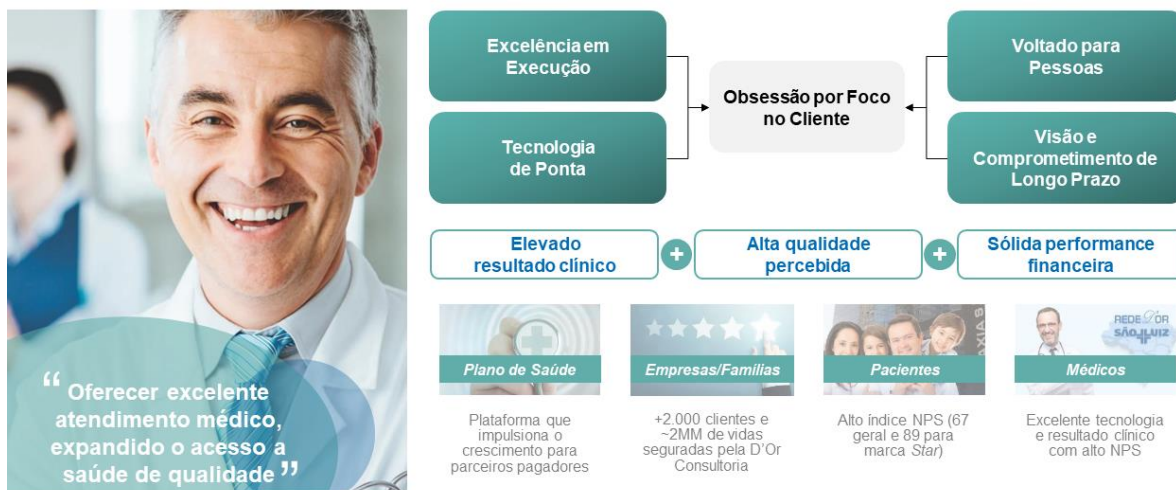 “ Oferecer excelente
atendimento médico,
expandido o acesso a
saúde de qualidade ”
Excelência em
Execução
Tecnologia
de Ponta
Obsessão por Foco
no Cliente
Voltado para
Pessoas
Visão e
Comprometimento de
Longo Prazo
Elevado
resultado clínico
+
Alta qualidade
percebida
+
Sólida performance
financeira
Plano de Saúde
Plataforma que
impulsiona o
crescimento para
parceiros pagadores
Empresas/Famílias
+2.000 clientes e
~2MM de vidas
seguradas pela D’Or
Consultoria
Pacientes
Alto índice NPS (67
geral e 89 para
marca Star)
REDE D'OR
SÃO LUIZ
Médicos
Excelente tecnologia
e resultado clínico
com alto NPS